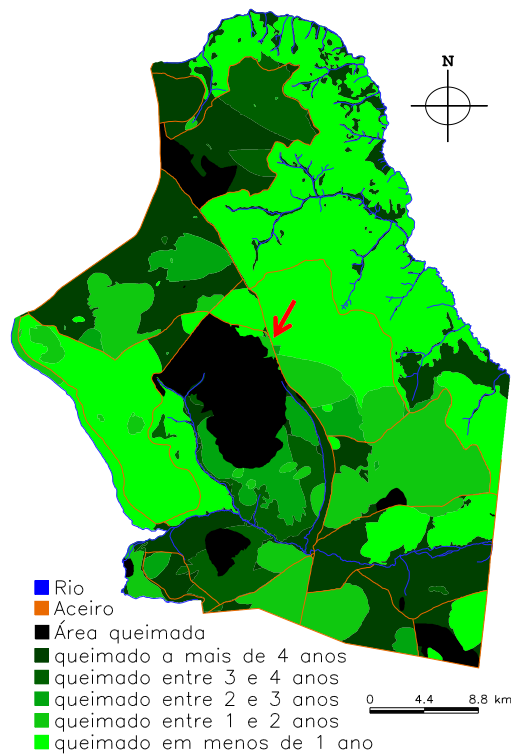 N
Rio
Aceiro
Área queimada
queimado a mais de 4 anos
queimado entre 3 e 4 anos
queimado entre 2 e 3 anos
queimado entre 1 e 2 anos
queimado em menos de 1 ano
0 4.4 8.8 km